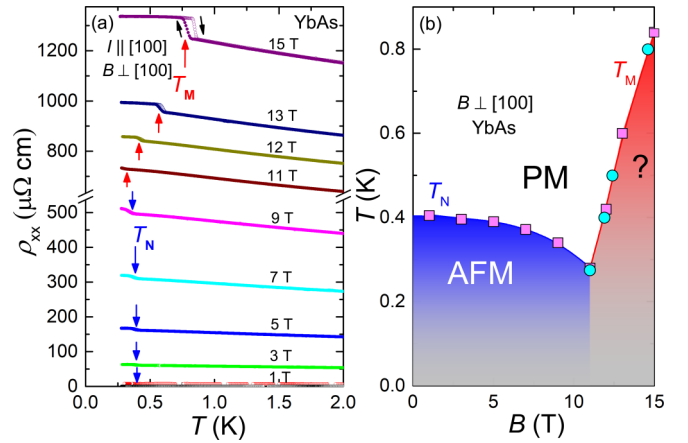 (a)
YbAs
I || [100]
B ⊥ [100]
15 T
T_M
13 T
12 T
11 T
9 T
T_N
7 T
5 T
3 T
1 T
1200
1000
800
500
400
300
200
100
50
0
ρ_xx (μΩ cm)
0.0 0.5 1.0 1.5 2.0
T (K)
(b)
T_M
B ⊥ [100]
YbAs
PM
?
T_N
AFM
0.8
0.6
0.4
0.2
0.0
T (K)
0 5 10 15
B (T)